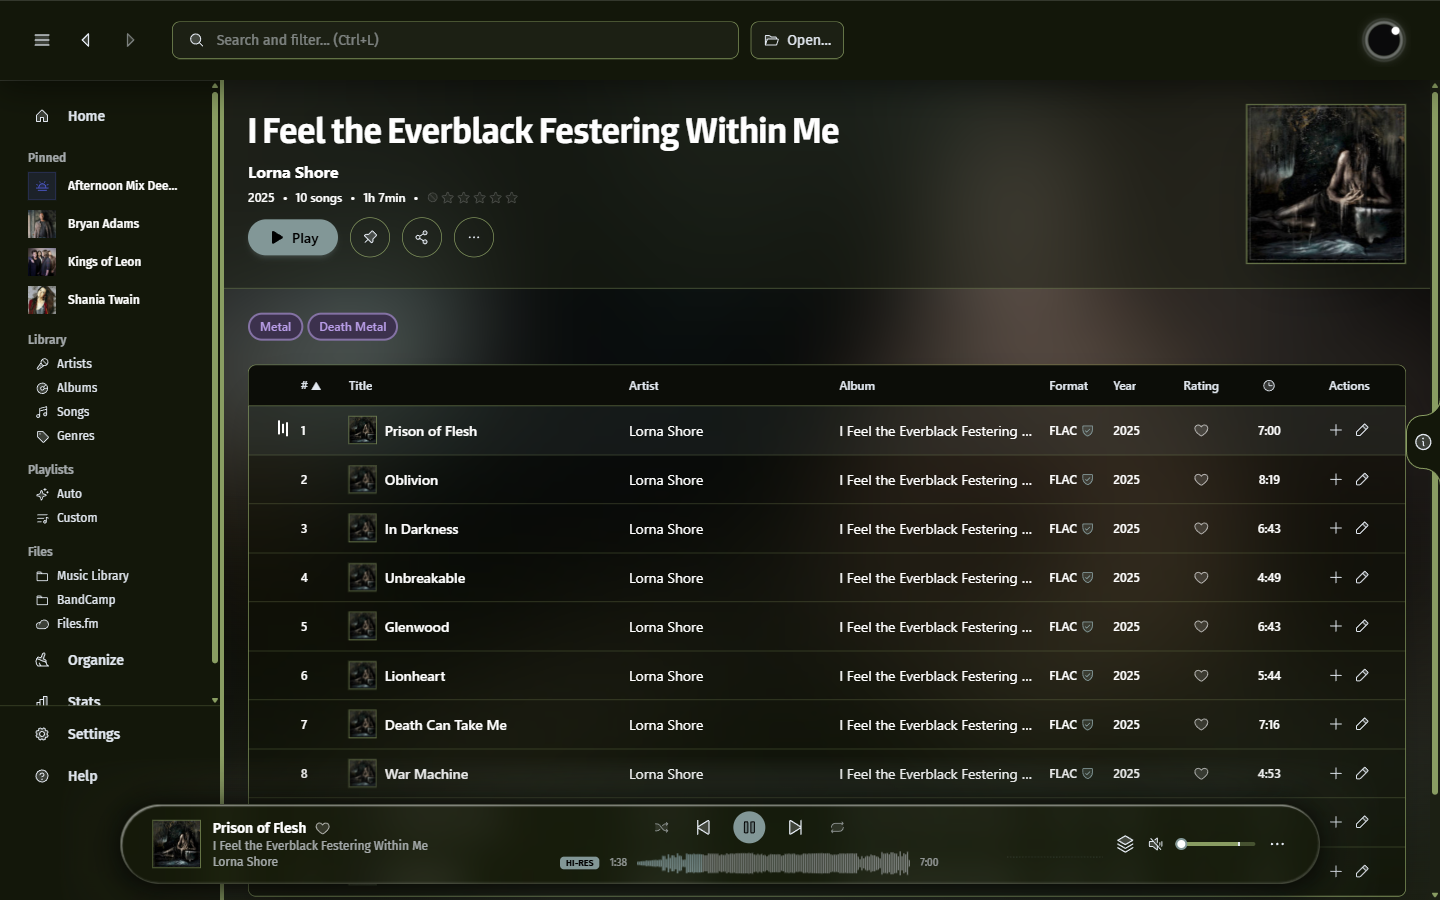 Search and filter... (Ctrl+L)
Open...
Home
Pinned
Afternoon Mix Dee...
Bryan Adams
Kings of Leon
Shania Twain
Library
Artists
Albums
Songs
Genres
Playlists
Auto
Custom
Files
Music Library
BandCamp
Files.fm
Organize
Stats
Settings
Help
I Feel the Everblack Festering Within Me
Lorna Shore
2025 • 10 songs • 1h 7min •
Play
Metal Death Metal
# Title Artist Album Format Year Rating Actions
1 Prison of Flesh Lorna Shore I Feel the Everblack Festering ... FLAC 2025 7:00
2 Oblivion Lorna Shore I Feel the Everblack Festering ... FLAC 2025 8:19
3 In Darkness Lorna Shore I Feel the Everblack Festering ... FLAC 2025 6:43
4 Unbreakable Lorna Shore I Feel the Everblack Festering ... FLAC 2025 4:49
5 Glenwood Lorna Shore I Feel the Everblack Festering ... FLAC 2025 6:43
6 Lionheart Lorna Shore I Feel the Everblack Festering ... FLAC 2025 5:44
7 Death Can Take Me Lorna Shore I Feel the Everblack Festering ... FLAC 2025 7:16
8 War Machine Lorna Shore I Feel the Everblack Festering ... FLAC 2025 4:53
Prison of Flesh
I Feel the Everblack Festering Within Me
Lorna Shore
HI-RES 1:38 7:00